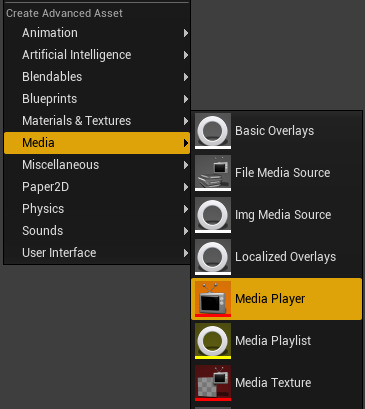 Create Advanced Asset
Animation
Artificial Intelligence
Blendables
Blueprints
Materials & Textures
Media
Miscellaneous
Paper2D
Physics
Sounds
User Interface
Basic Overlays
File Media Source
Img Media Source
Localized Overlays
Media Player
Media Playlist
Media Texture